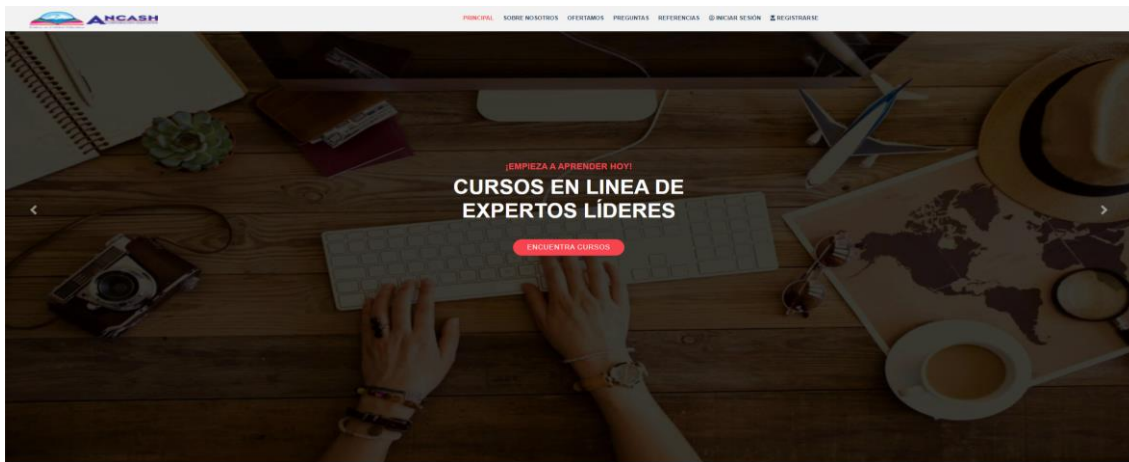 ANCASH
PRINCIPAL SOBRE NOSOTROS OFERTAMOS PREGUNTAS REFERENCIAS INICIAR SESIÓN REGISTRARSE
¡EMPIEZA A APRENDER HOY!
CURSOS EN LINEA DE
EXPERTOS LÍDERES
ENCUENTRA CURSOS